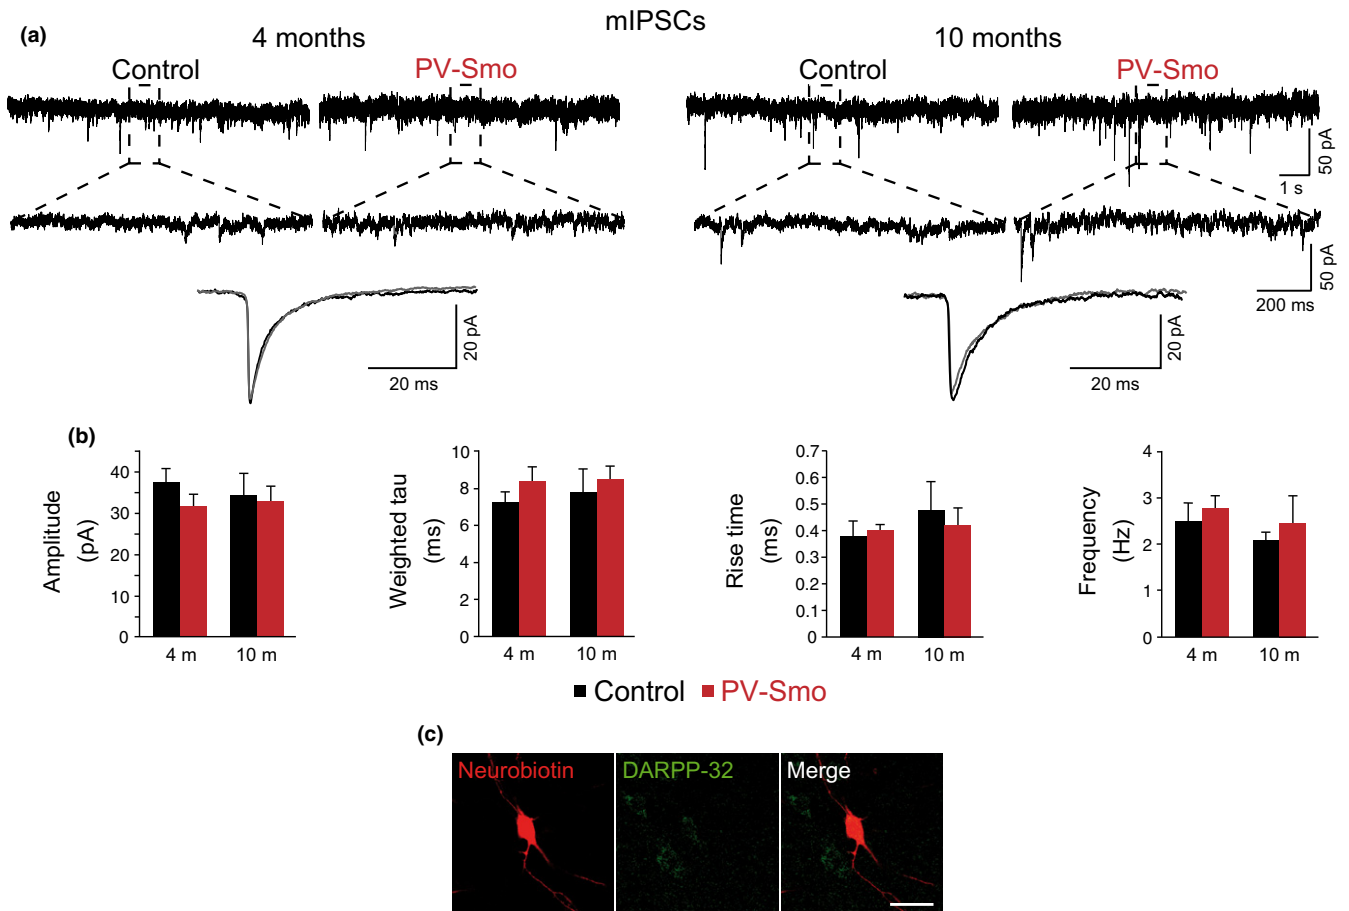 mIPSCs
(a)
4 months
10 months
Control
PV-Smo
Control
PV-Smo
50 pA
1 s
50 pA
200 ms
20 pA
20 ms
20 pA
20 ms
(b)
Amplitude
(pA)
40
30
20
10
0
4 m
10 m
Weighted tau
(ms)
10
8
6
4
2
0
4 m
10 m
Rise time
(ms)
0.7
0.6
0.5
0.4
0.3
0.2
0.1
0
4 m
10 m
Frequency
(Hz)
4
3
2
1
0
4 m
10 m
Control
PV-Smo
(c)
Neurobiotin
DARPP-32
Merge